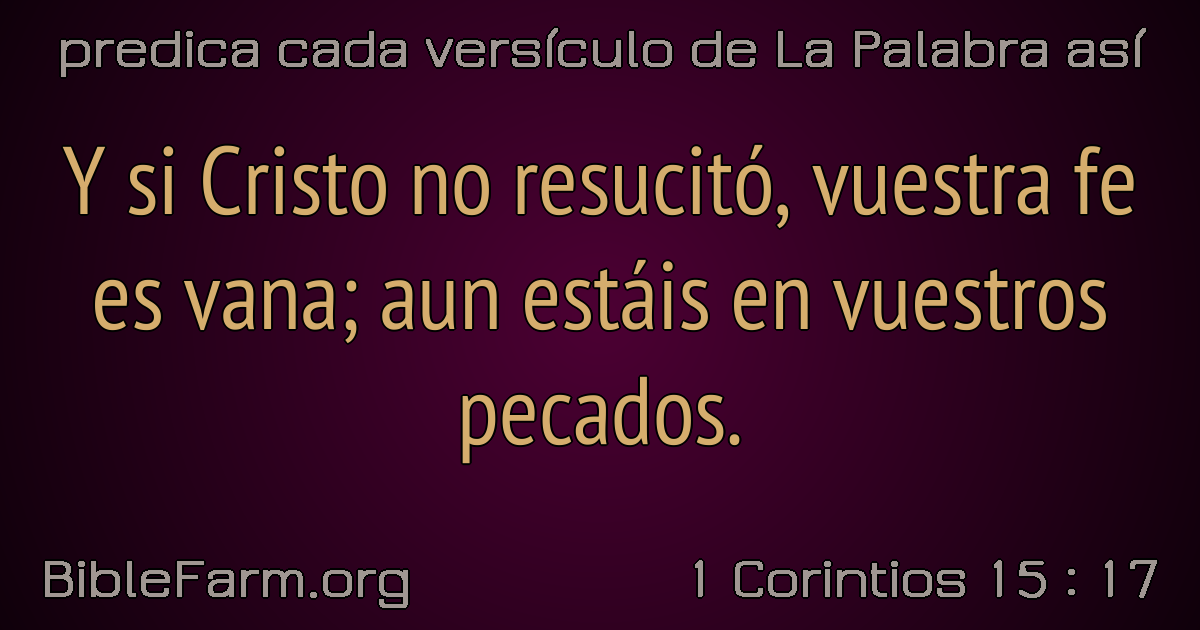 predica cada versículo de La Palabra así
Y si Cristo no resucitó, vuestra fe
es vana; aun estáis en vuestros
pecados.
BibleFarm.org
1 Corintios 15 : 17